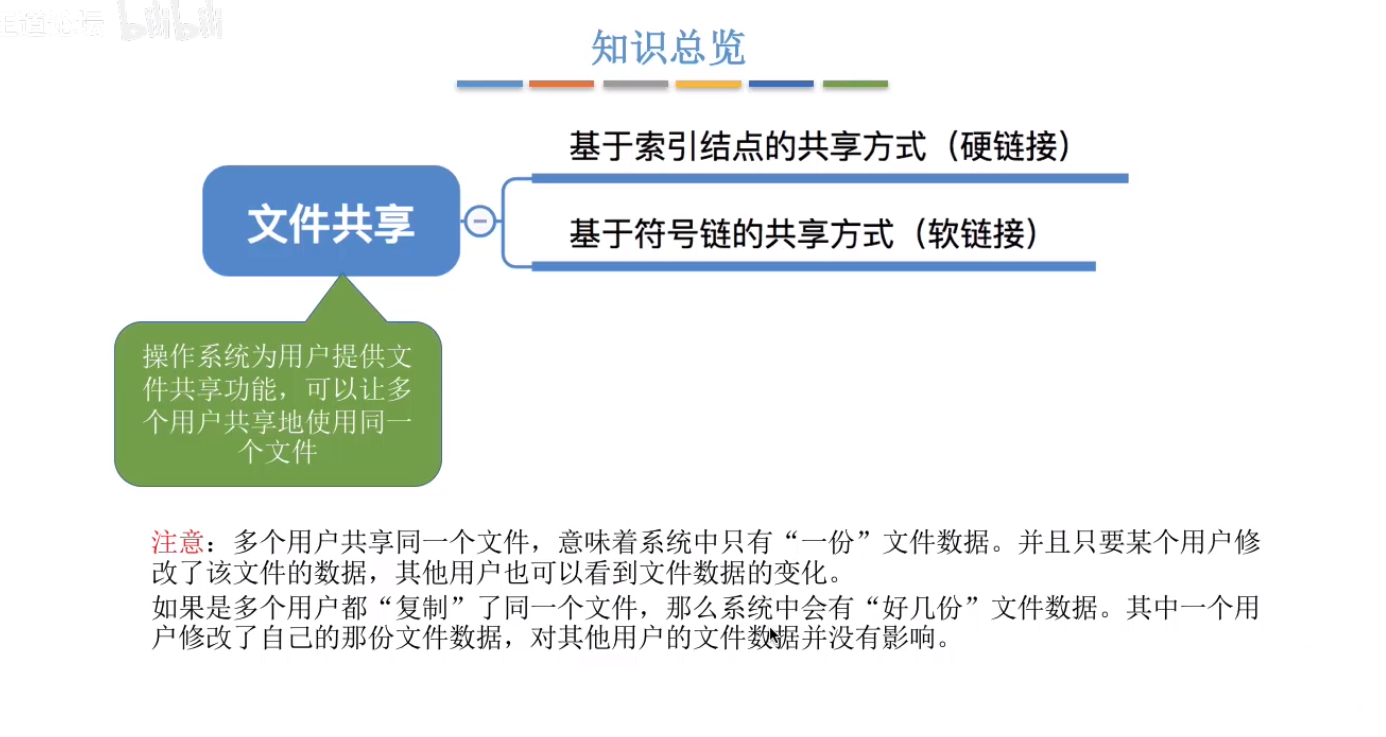 王道论坛 bilibili
知识总览
基于索引结点的共享方式（硬链接）
文件共享
基于符号链的共享方式（软链接）
操作系统为用户提供文
件共享功能，可以让多
个用户共享地使用同一
个文件
注意：多个用户共享同一个文件，意味着系统中只有“一份”文件数据。并且只要某个用户修
改了该文件的数据，其他用户也可以看到文件数据的变化。
如果是多个用户都“复制”了同一个文件，那么系统中会有“好几份”文件数据。其中一个用
户修改了自己的那份文件数据，对其他用户的文件数据并没有影响。